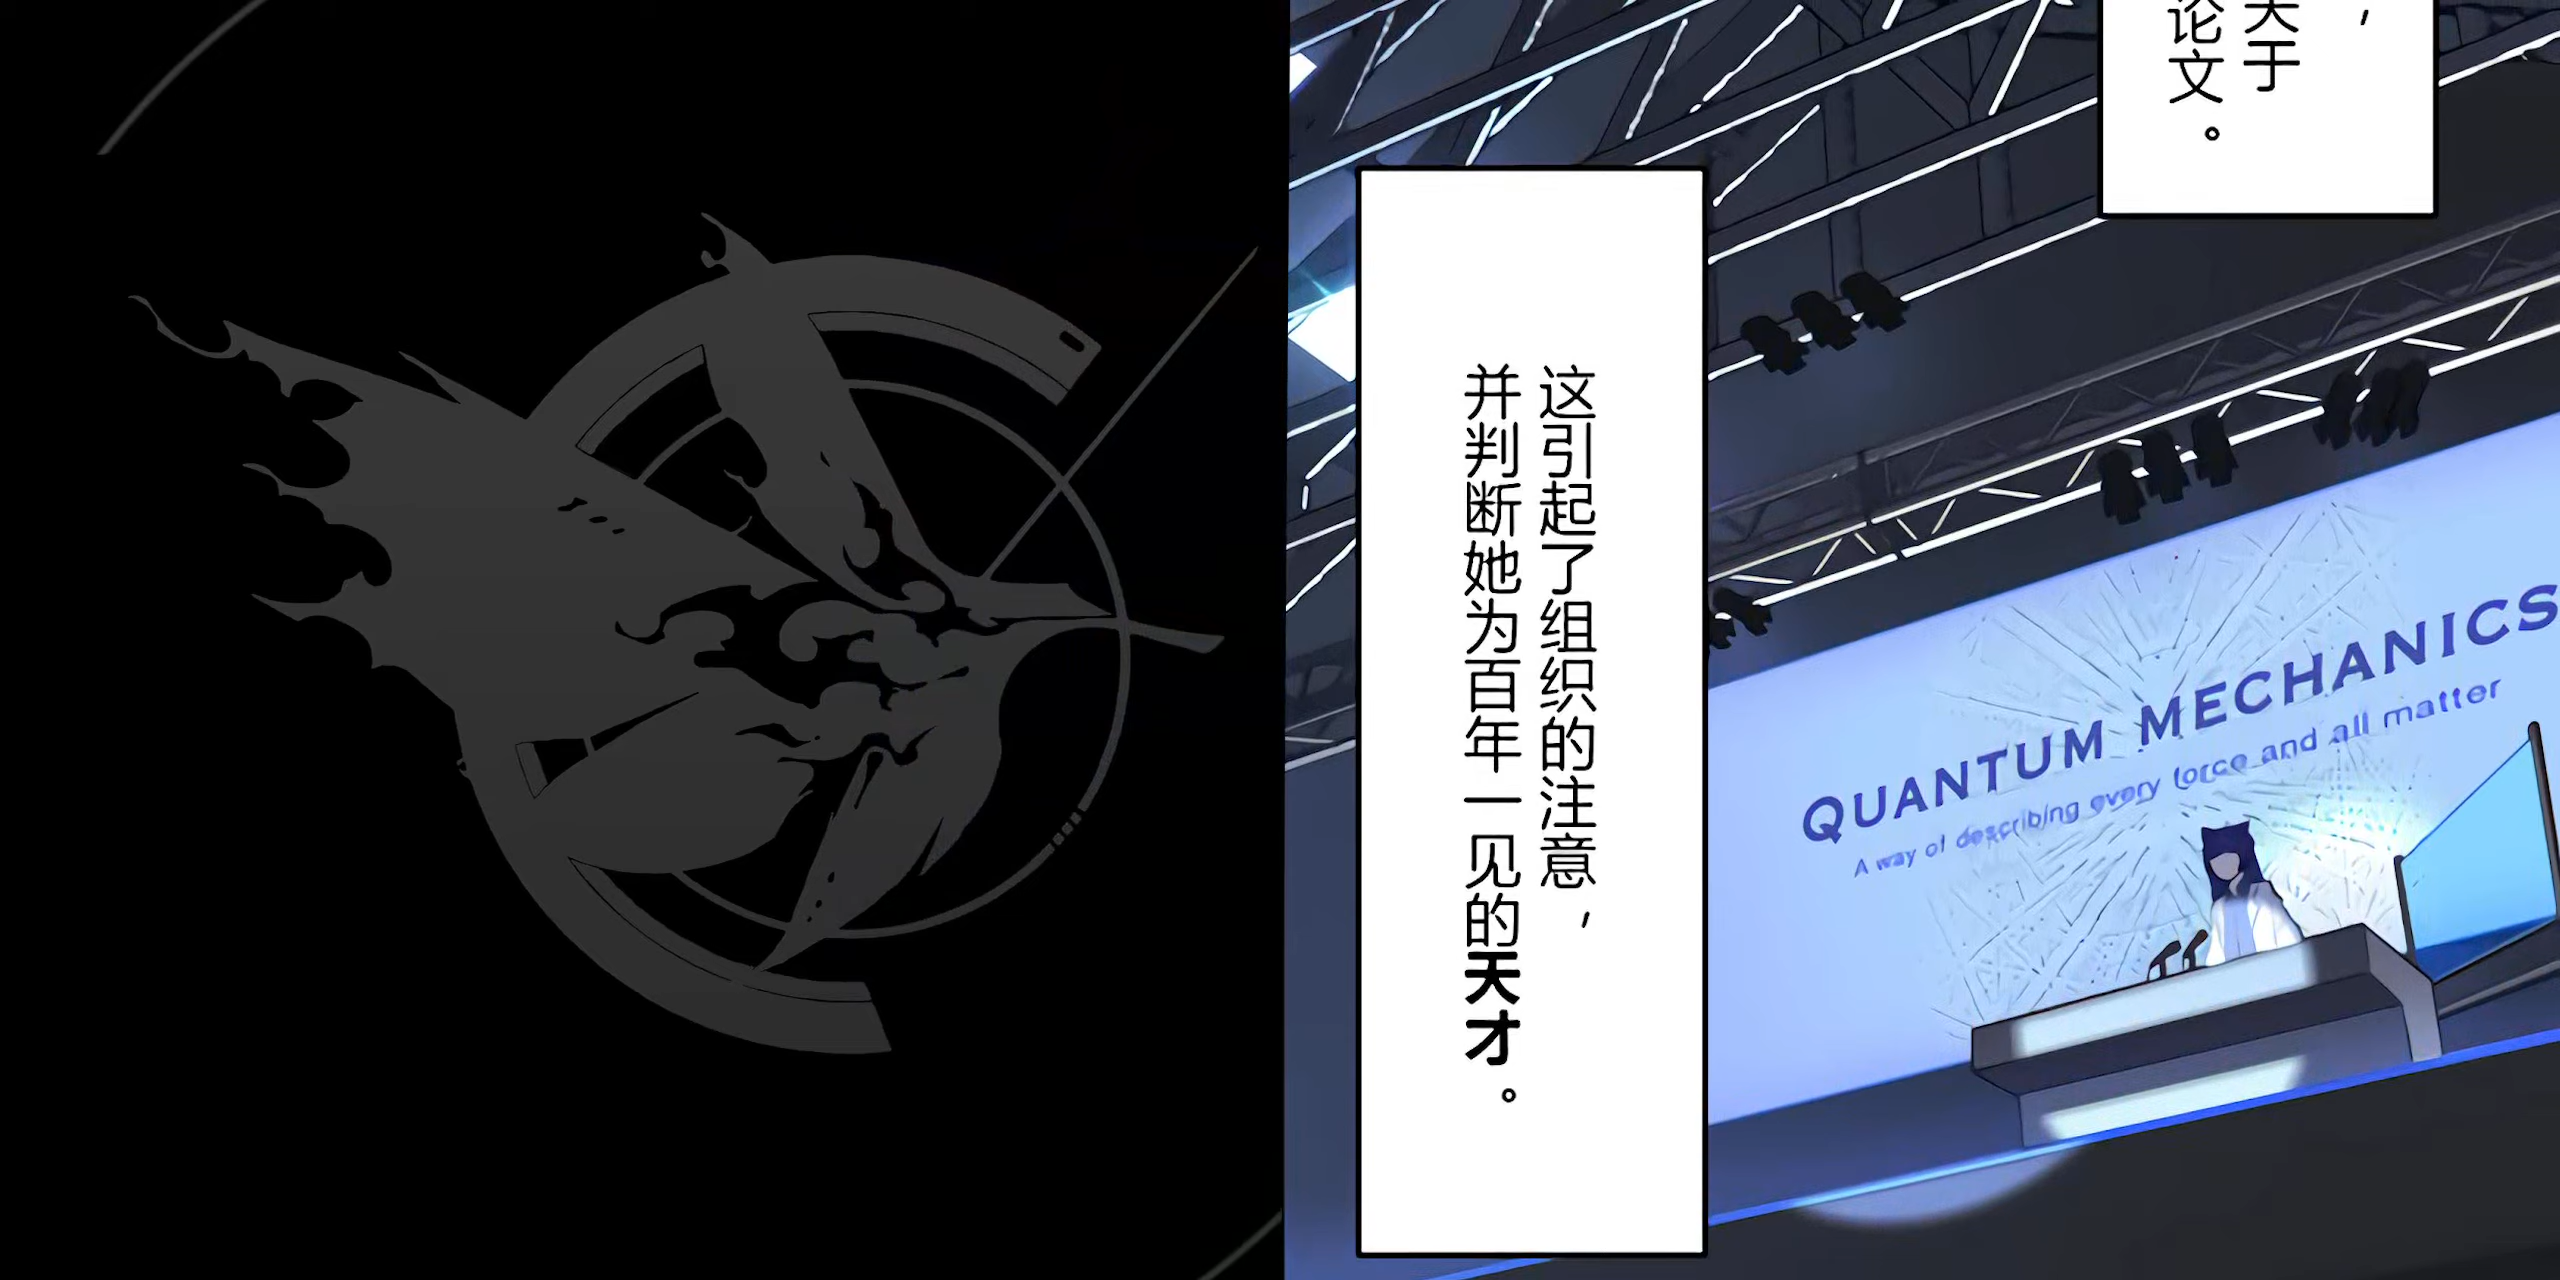 ，
关于
论文。
这引起了组织的注意，
并判断她为百年一见的天才。
QUANTUM MECHANICS
A way of describing every force and all matter